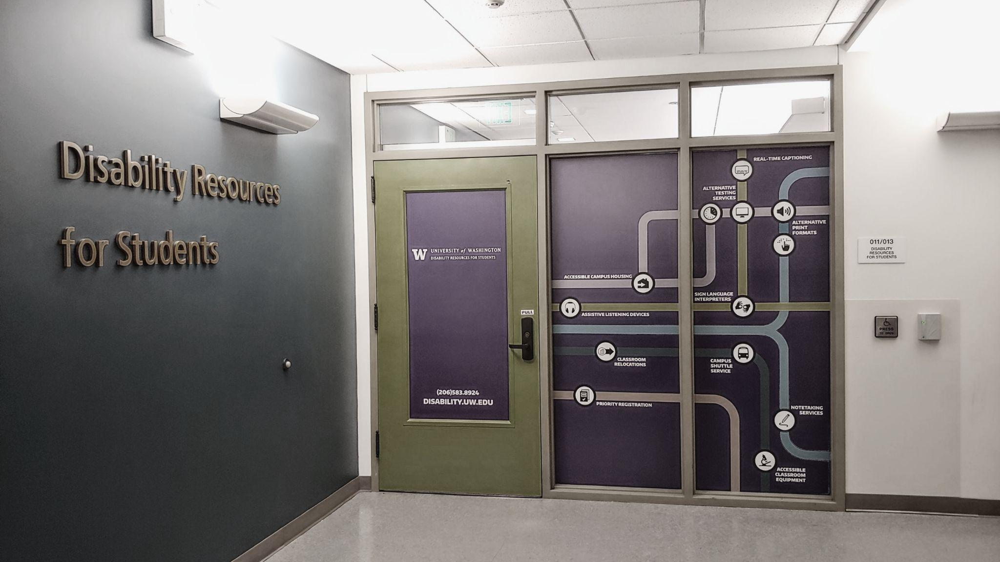 Disability Resources
for Students
W UNIVERSITY of WASHINGTON
DISABILITY RESOURCES FOR STUDENTS
PULL
(206)583.8924
DISABILITY.UW.EDU
REAL-TIME CAPTIONING
ALTERNATIVE
TESTING
SERVICES
ALTERNATIVE
PRINT
FORMATS
ACCESSIBLE CAMPUS HOUSING
SIGN LANGUAGE
INTERPRETERS
ASSISTIVE LISTENING DEVICES
CLASSROOM
RELOCATIONS
CAMPUS
SHUTTLE
SERVICE
PRIORITY REGISTRATION
NOTETAKING
SERVICES
ACCESSIBLE
CLASSROOM
EQUIPMENT
011/013
DISABILITY
RESOURCES
FOR STUDENTS
PRESS
TO OPEN
EXIT